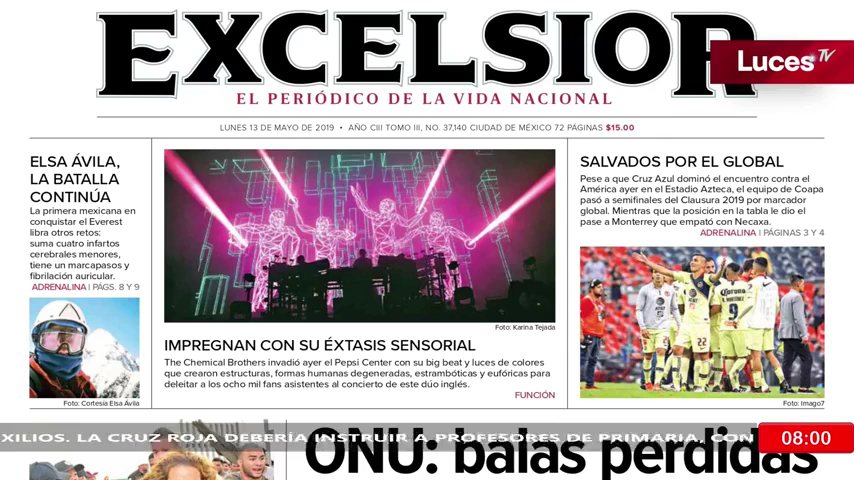 EXCELSIOR
Luces TV
EL PERIÓDICO DE LA VIDA NACIONAL
LUNES 13 DE MAYO DE 2019 • AÑO CIII TOMO III, NO. 37,140 CIUDAD DE MÉXICO 72 PÁGINAS $15.00
ELSA ÁVILA,
LA BATALLA
CONTINÚA
La primera mexicana en
conquistar el Everest
libra otros retos:
suma cuatro infartos
cerebrales menores,
tiene un marcapasos y
fibrilación auricular.
ADRENALINA | PÁGS. 8 Y 9
Foto: Cortesía Elsa Ávila
Foto: Karina Tejada
IMPREGNAN CON SU ÉXTASIS SENSORIAL
The Chemical Brothers invadió ayer el Pepsi Center con su big beat y luces de colores
que crearon estructuras, formas humanas degeneradas, estrambóticas y eufóricas para
deleitar a los ocho mil fans asistentes al concierto de este dúo inglés.
FUNCIÓN
SALVADOS POR EL GLOBAL
Pese a que Cruz Azul dominó el encuentro contra el
América ayer en el Estadio Azteca, el equipo de Coapa
pasó a semifinales del Clausura 2019 por marcador
global. Mientras que la posición en la tabla le dio el
pase a Monterrey que empató con Necaxa.
ADRENALINA | PÁGINAS 3 Y 4
22
9
Foto: Imago7
XILIOS. LA CRUZ ROJA DEBERÍA INSTRUIR A PROFESORES DE PRIMARIA, CON
08:00
ONU: balas perdidas